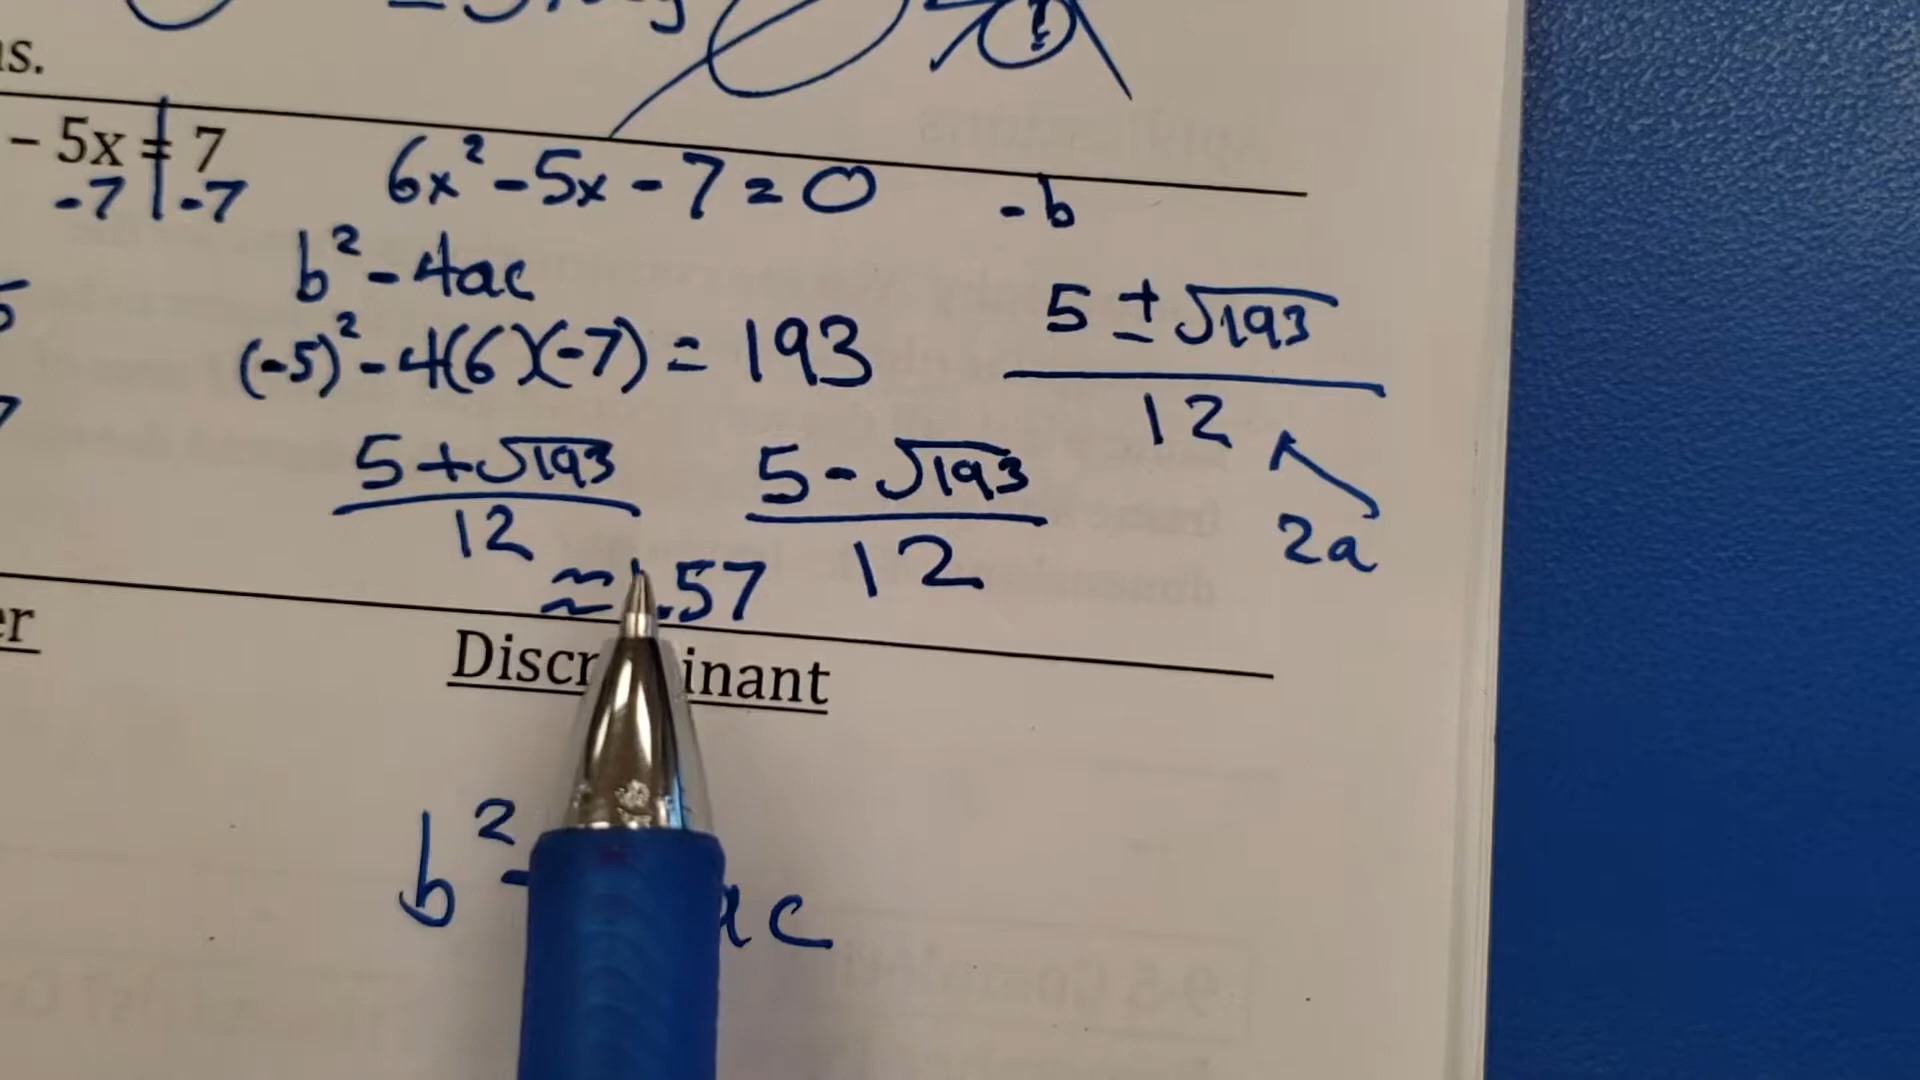 ns.
- 5x = 7
-7 | -7
6x² - 5x - 7 = 0
-b
b² - 4ac
(-5)² - 4(6)(-7) = 193
5 ± √193
12
2a
5 + √193
12
5 - √193
12
≈ .57
er
Discr inant
b² - ac